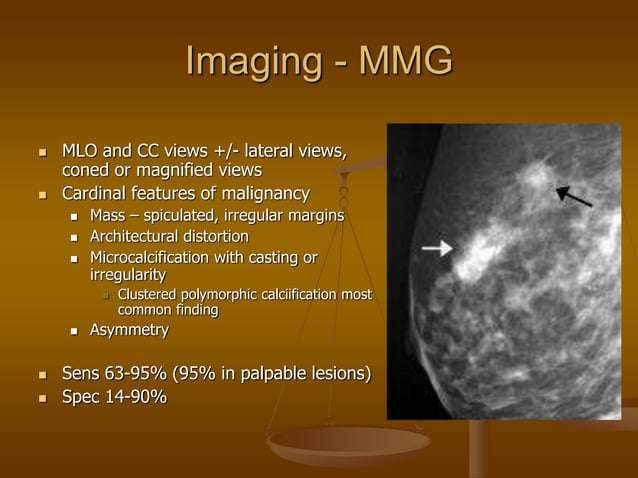 Imaging - MMG
MLO and CC views +/- lateral views,
coned or magnified views
Cardinal features of malignancy
Mass – spiculated, irregular margins
Architectural distortion
Microcalcification with casting or
irregularity
Clustered polymorphic calciification most
common finding
Asymmetry
Sens 63-95% (95% in palpable lesions)
Spec 14-90%